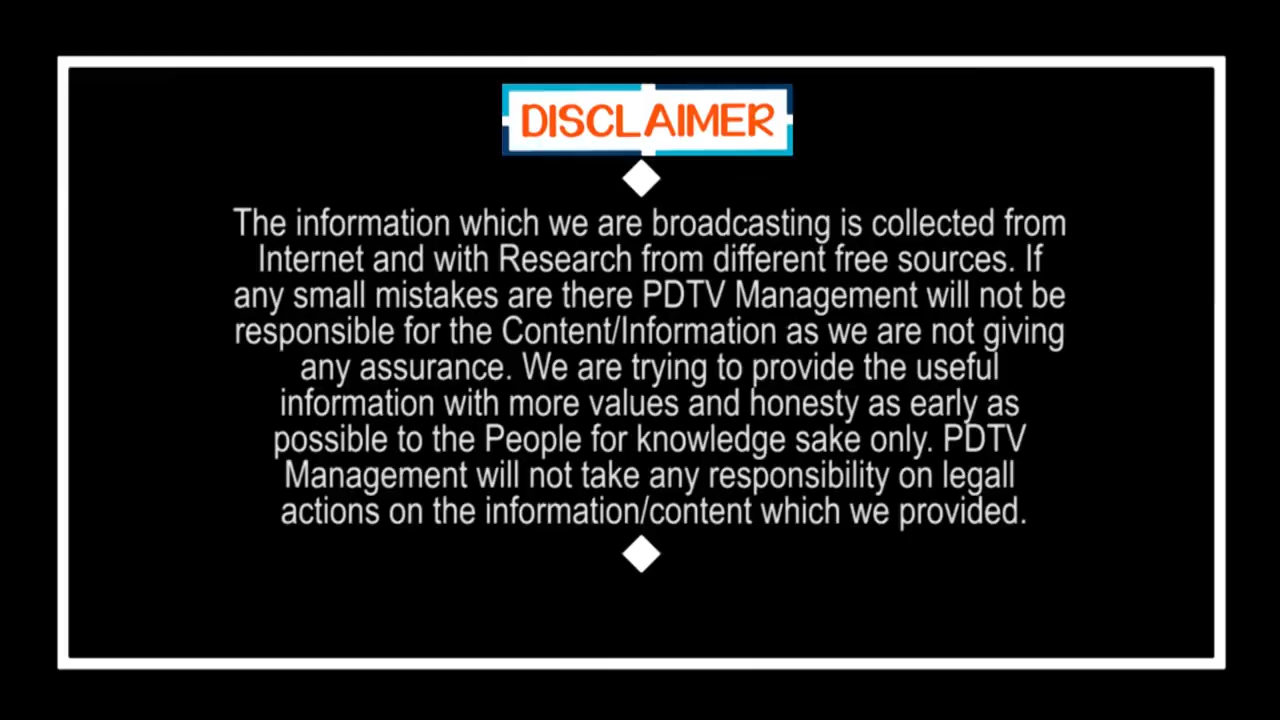 DISCLAIMER
The information which we are broadcasting is collected from
Internet and with Research from different free sources. If
any small mistakes are there PDTV Management will not be
responsible for the Content/Information as we are not giving
any assurance. We are trying to provide the useful
information with more values and honesty as early as
possible to the People for knowledge sake only. PDTV
Management will not take any responsibility on legall
actions on the information/content which we provided.